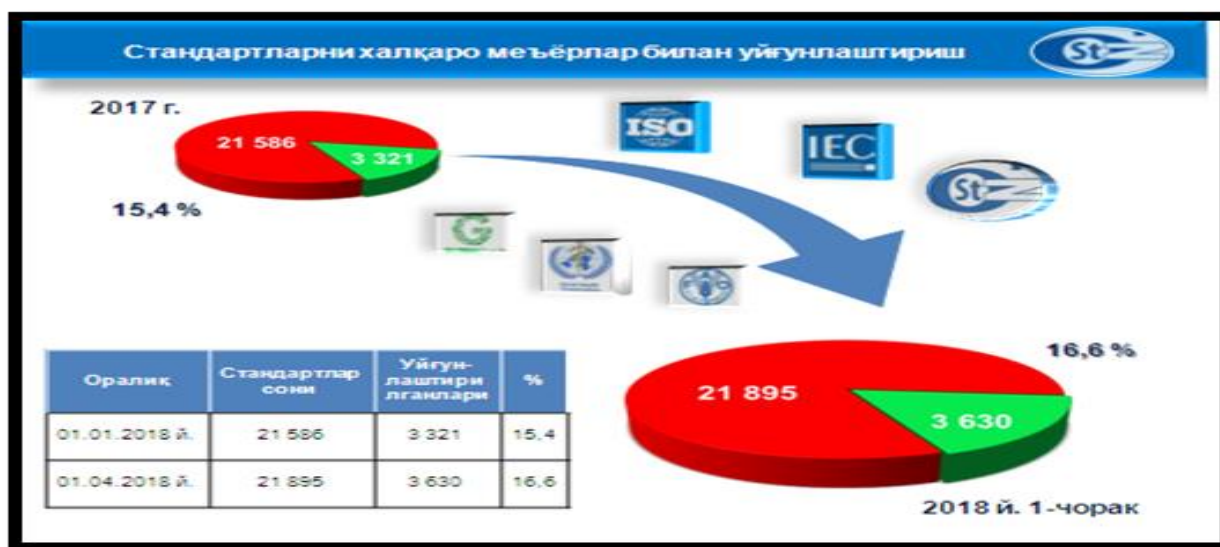 Стандартларни халқаро меъёрлар билан уйғунлаштириш
St
2017 г.
21 586
3 321
15,4 %
ISO
IEC
St
G
16,6 %
21 895
3 630
2018 й. 1-чорак
Оралиқ
Стандартлар
сони
Уйғун-
лаштири
лганлари
%
01.01.2018 й.
21 586
3 321
15,4
01.04.2018 й.
21 895
3 630
16,6